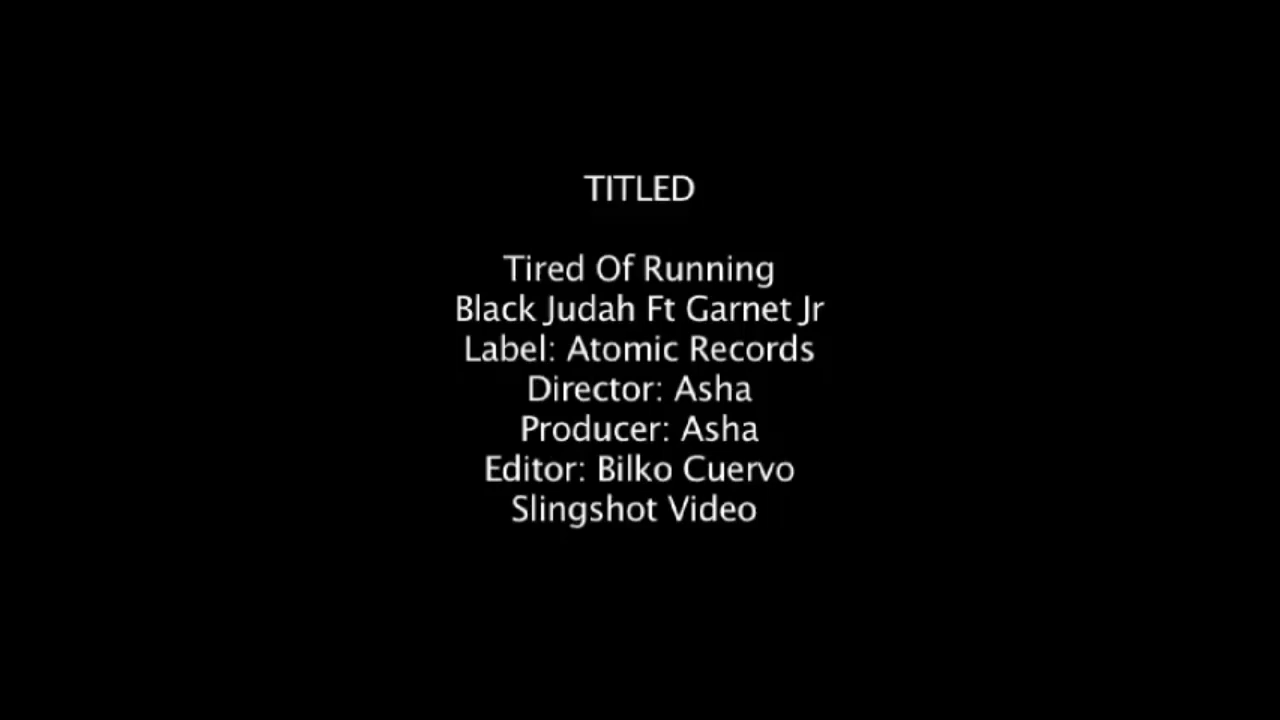 TITLED
Tired Of Running
Black Judah Ft Garnet Jr
Label: Atomic Records
Director: Asha
Producer: Asha
Editor: Bilko Cuervo
Slingshot Video